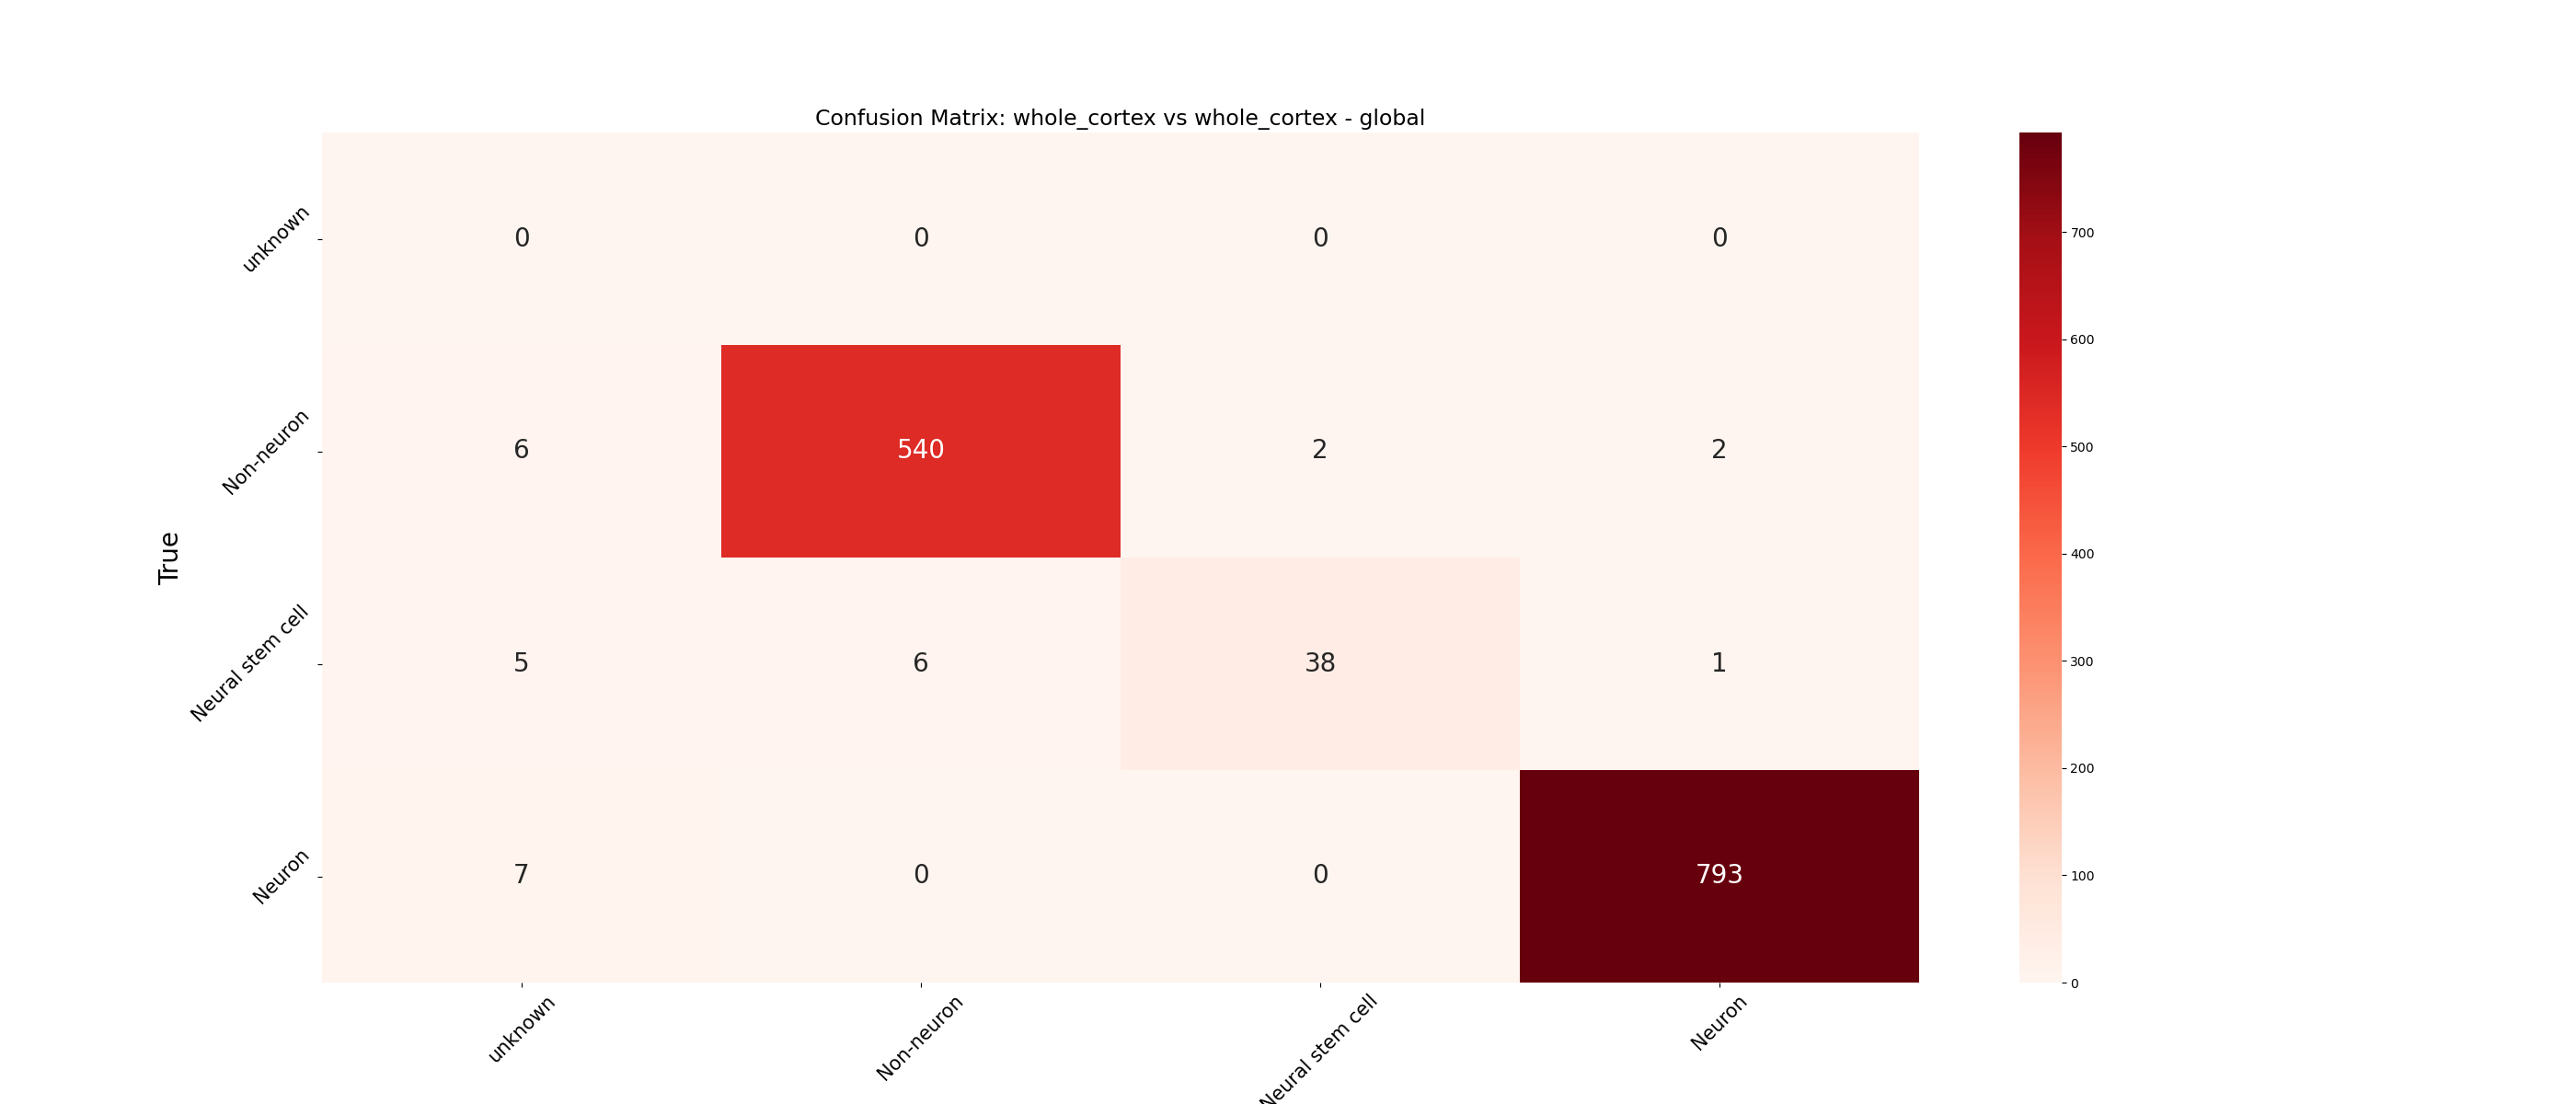 Confusion Matrix: whole_cortex vs whole_cortex - global
True
unknown
0 0 0 0
Non-neuron
6 540 2 2
Neural stem cell
5 6 38 1
Neuron
7 0 0 793
unknown Non-neuron Neural stem cell Neuron
700
600
500
400
300
200
100
0